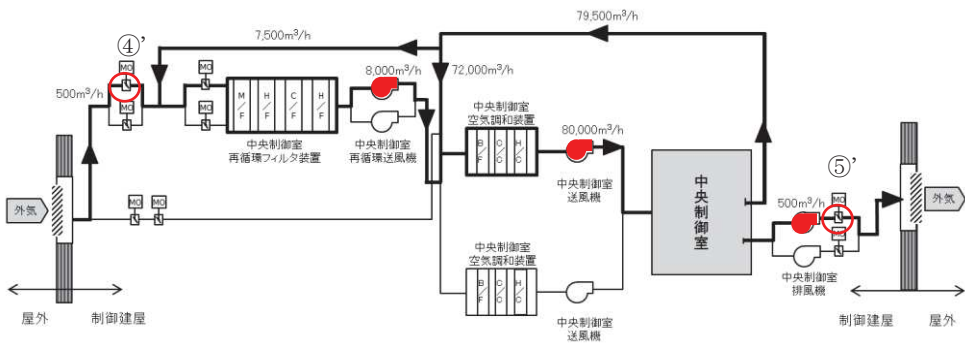 79,500m³/h
④’
7,500m³/h
MO
8,000m³/h
72,000m³/h
500m³/h
MO
MO
MO
M/F
H/F
C/F
H/F
中央制御室
再循環フィルタ装置
中央制御室
再循環送風機
中央制御室
空気調和装置
B/F
C/C
H/C
80,000m³/h
中央制御室
送風機
中央制御室
⑤’
500m³/h
MO
MO
外気
MO
MO
外気
中央制御室
空気調和装置
B/F
C/C
H/C
中央制御室
送風機
中央制御室
排風機
屋外
制御建屋
制御建屋
屋外